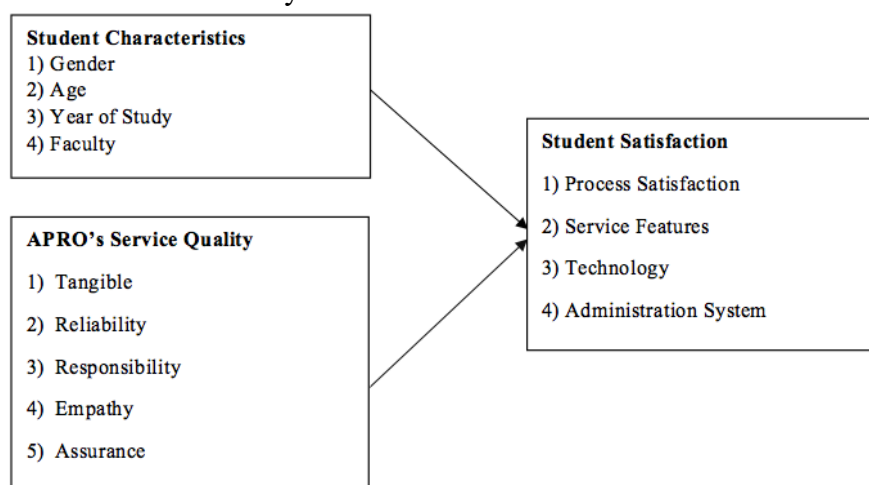 Student Characteristics
1) Gender
2) Age
3) Year of Study
4) Faculty
APRO's Service Quality
1) Tangible
2) Reliability
3) Responsibility
4) Empathy
5) Assurance
Student Satisfaction
1) Process Satisfaction
2) Service Features
3) Technology
4) Administration System